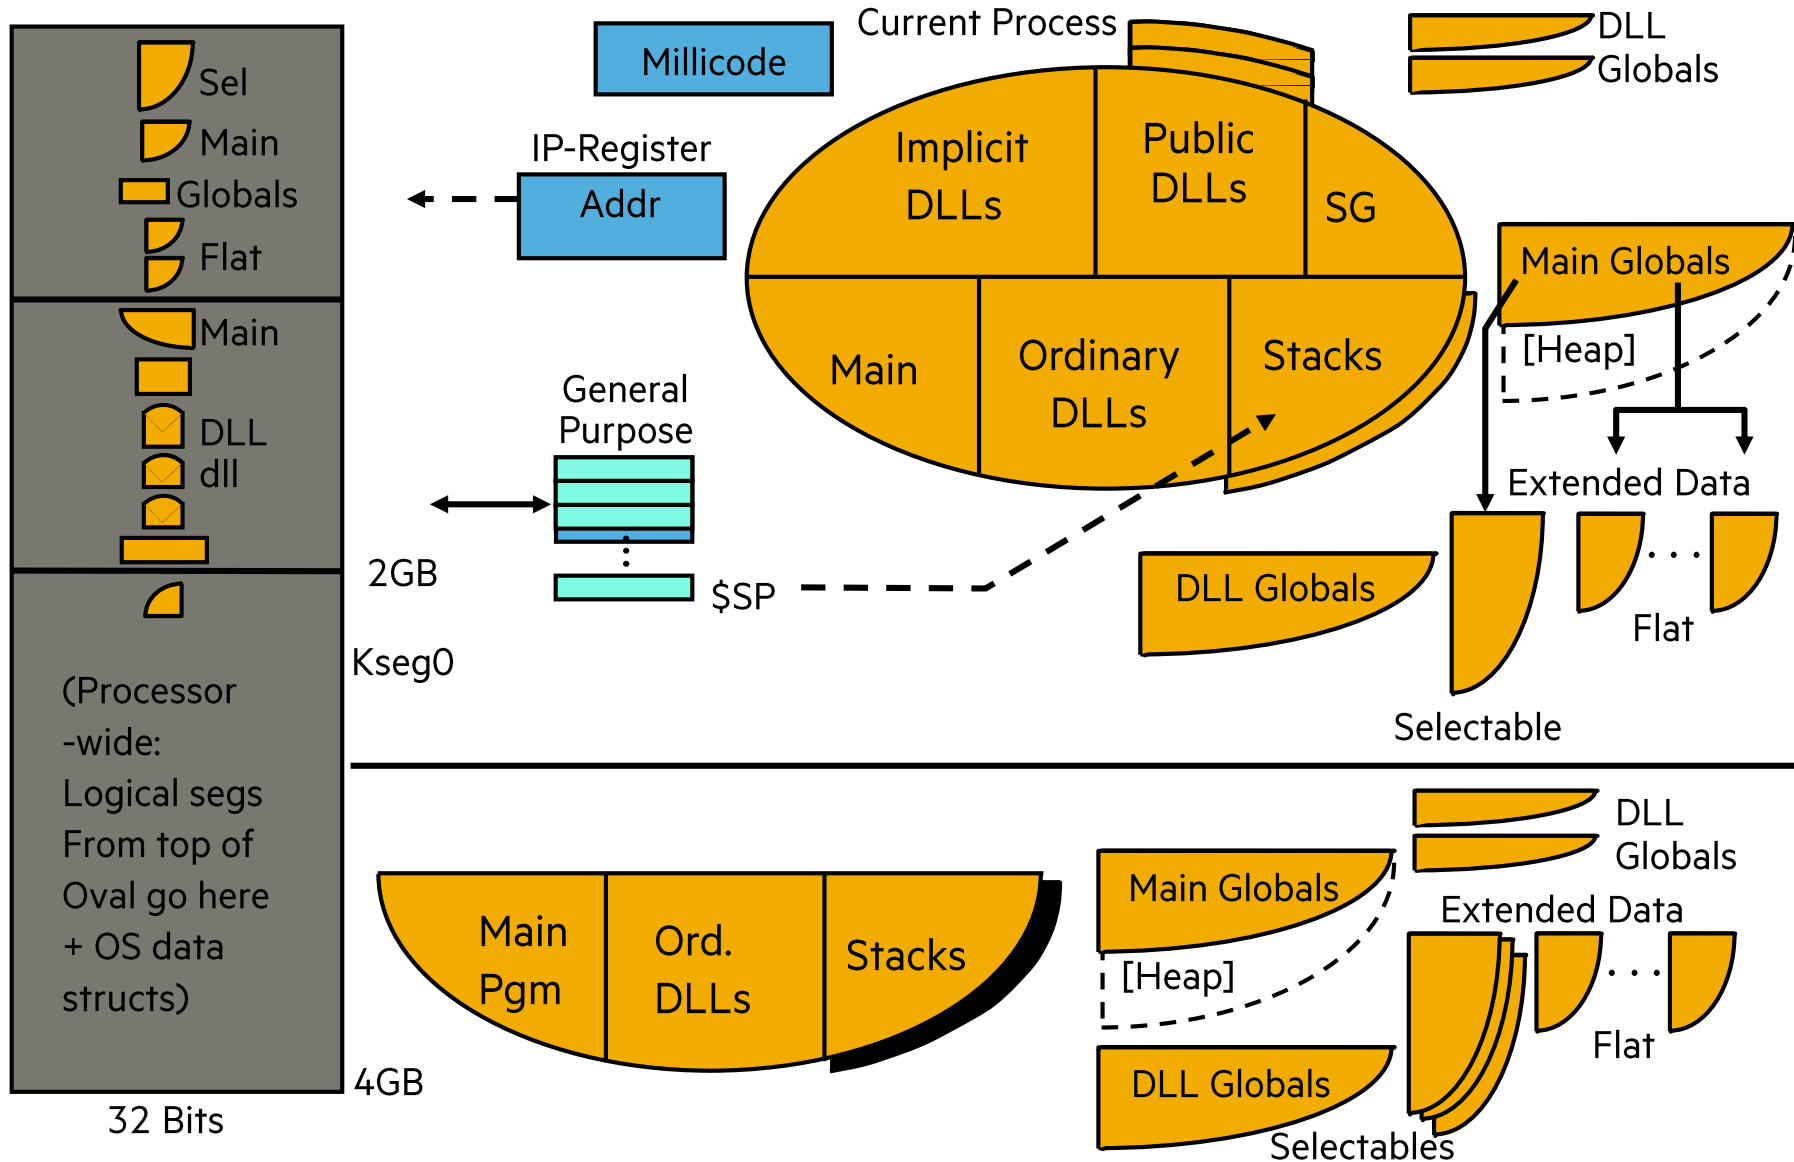 Sel
Main
Globals
Flat
Main
DLL
dll
(Processor
-wide:
Logical segs
From top of
Oval go here
+ OS data
structs)
32 Bits
2GB
Kseg0
4GB
Millicode
IP-Register
Addr
General
Purpose
$SP
Current Process
Implicit
DLLs
Public
DLLs
SG
Main
Ordinary
DLLs
Stacks
DLL
Globals
Main Globals
[Heap]
Extended Data
DLL Globals
Flat
Selectable
Main
Pgm
Ord.
DLLs
Stacks
DLL
Globals
Main Globals
[Heap]
Extended Data
Flat
DLL Globals
Selectables